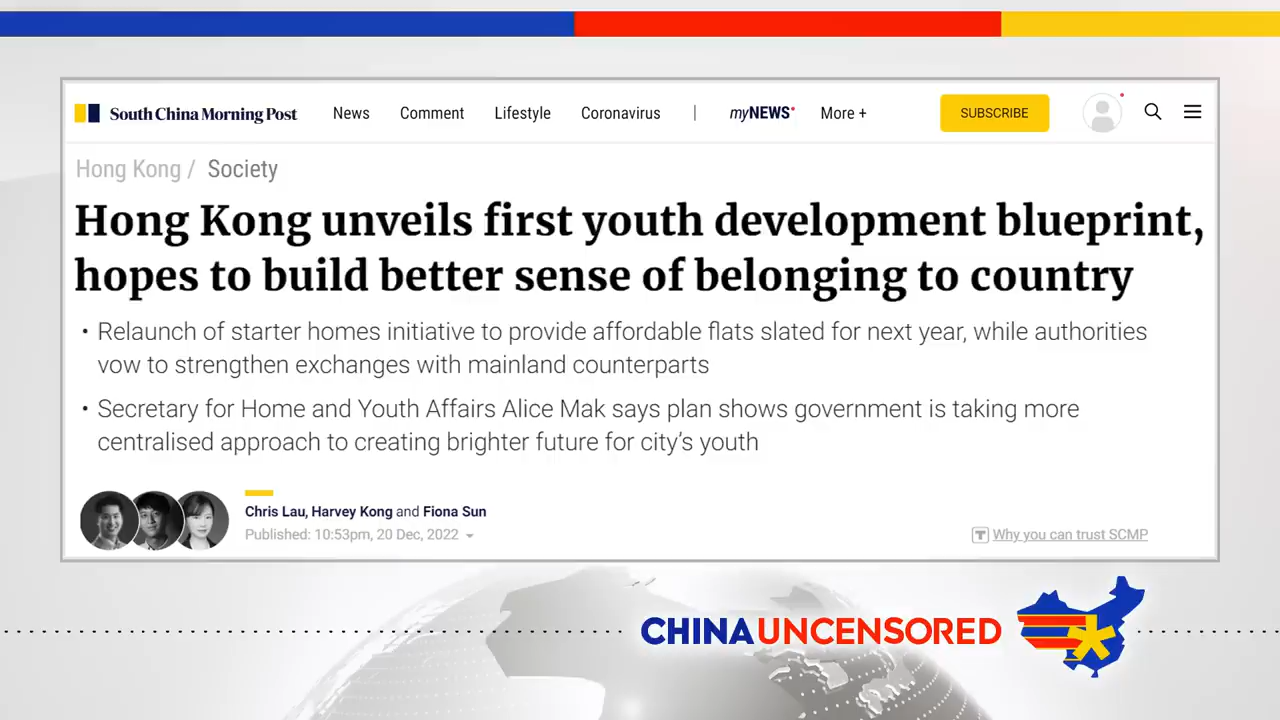 South China Morning Post News Comment Lifestyle Coronavirus | myNEWS More + SUBSCRIBE
Hong Kong / Society
Hong Kong unveils first youth development blueprint,
hopes to build better sense of belonging to country
• Relaunch of starter homes initiative to provide affordable flats slated for next year, while authorities
vow to strengthen exchanges with mainland counterparts
• Secretary for Home and Youth Affairs Alice Mak says plan shows government is taking more
centralised approach to creating brighter future for city's youth
Chris Lau, Harvey Kong and Fiona Sun
Published: 10:53pm, 20 Dec, 2022
T Why you can trust SCMP
CHINA UNCENSORED